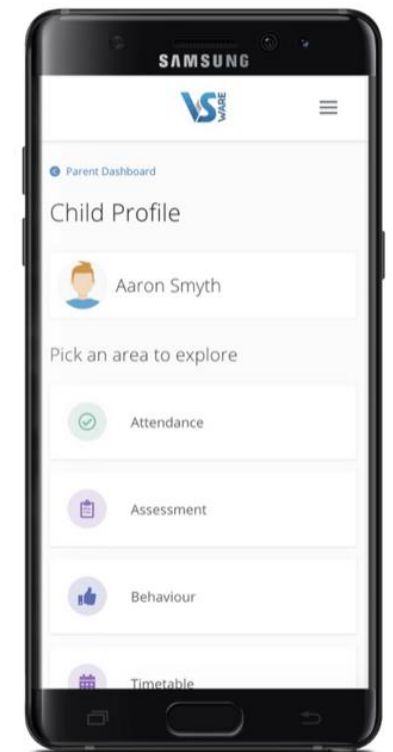 SAMSUNG
VS
WARE
Parent Dashboard
Child Profile
Aaron Smyth
Pick an area to explore
Attendance
Assessment
Behaviour
Timetable